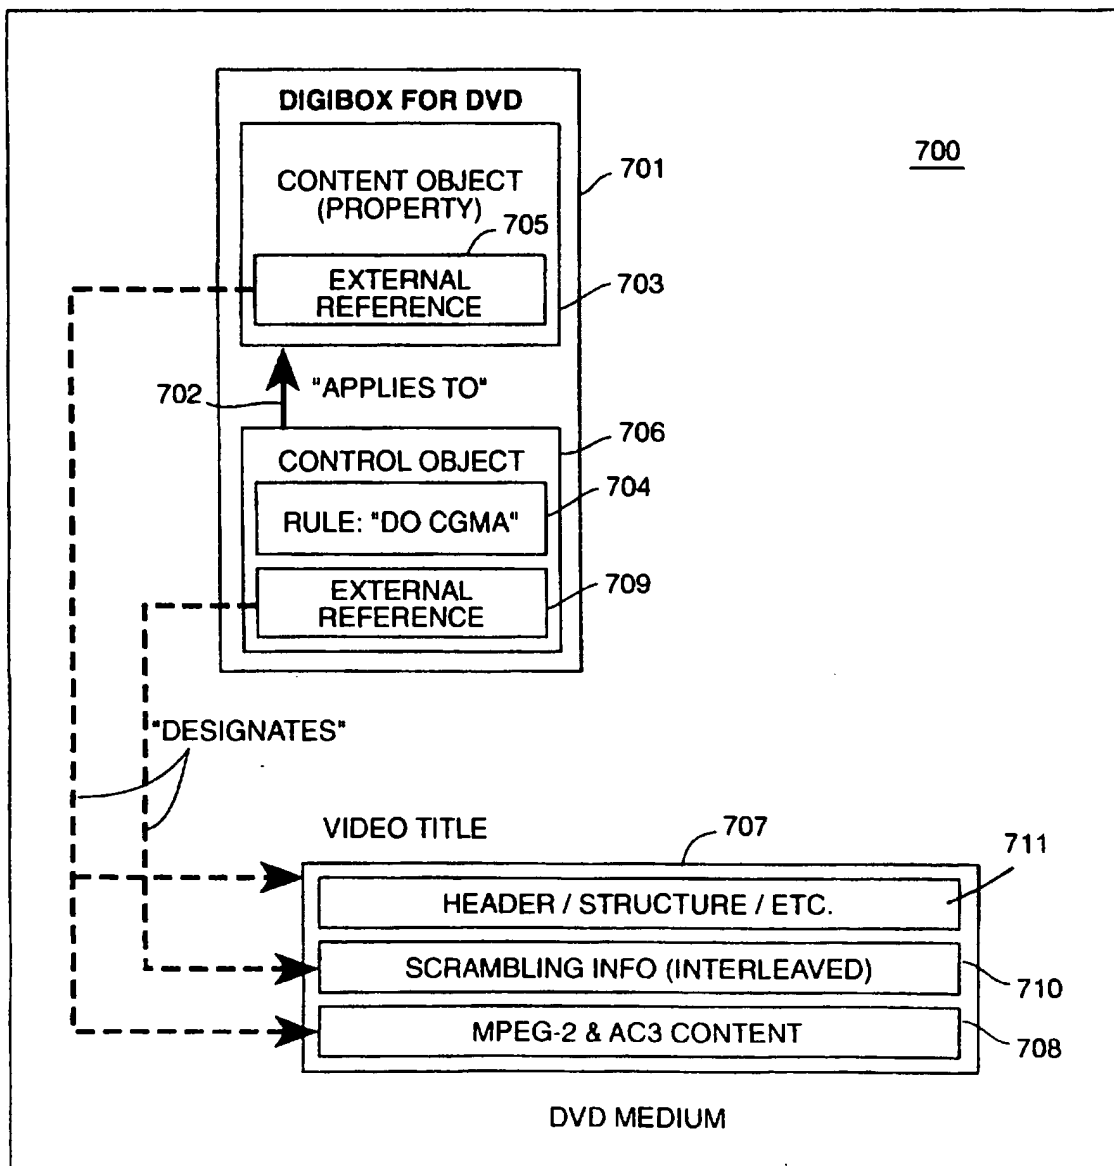 DIGIBOX FOR DVD
700
CONTENT OBJECT
(PROPERTY)
701
705
EXTERNAL
REFERENCE
703
702
"APPLIES TO"
706
CONTROL OBJECT
704
RULE: "DO CGMA"
709
EXTERNAL
REFERENCE
"DESIGNATES"
VIDEO TITLE
707
711
HEADER / STRUCTURE / ETC.
SCRAMBLING INFO (INTERLEAVED)
710
MPEG-2 & AC3 CONTENT
708
DVD MEDIUM